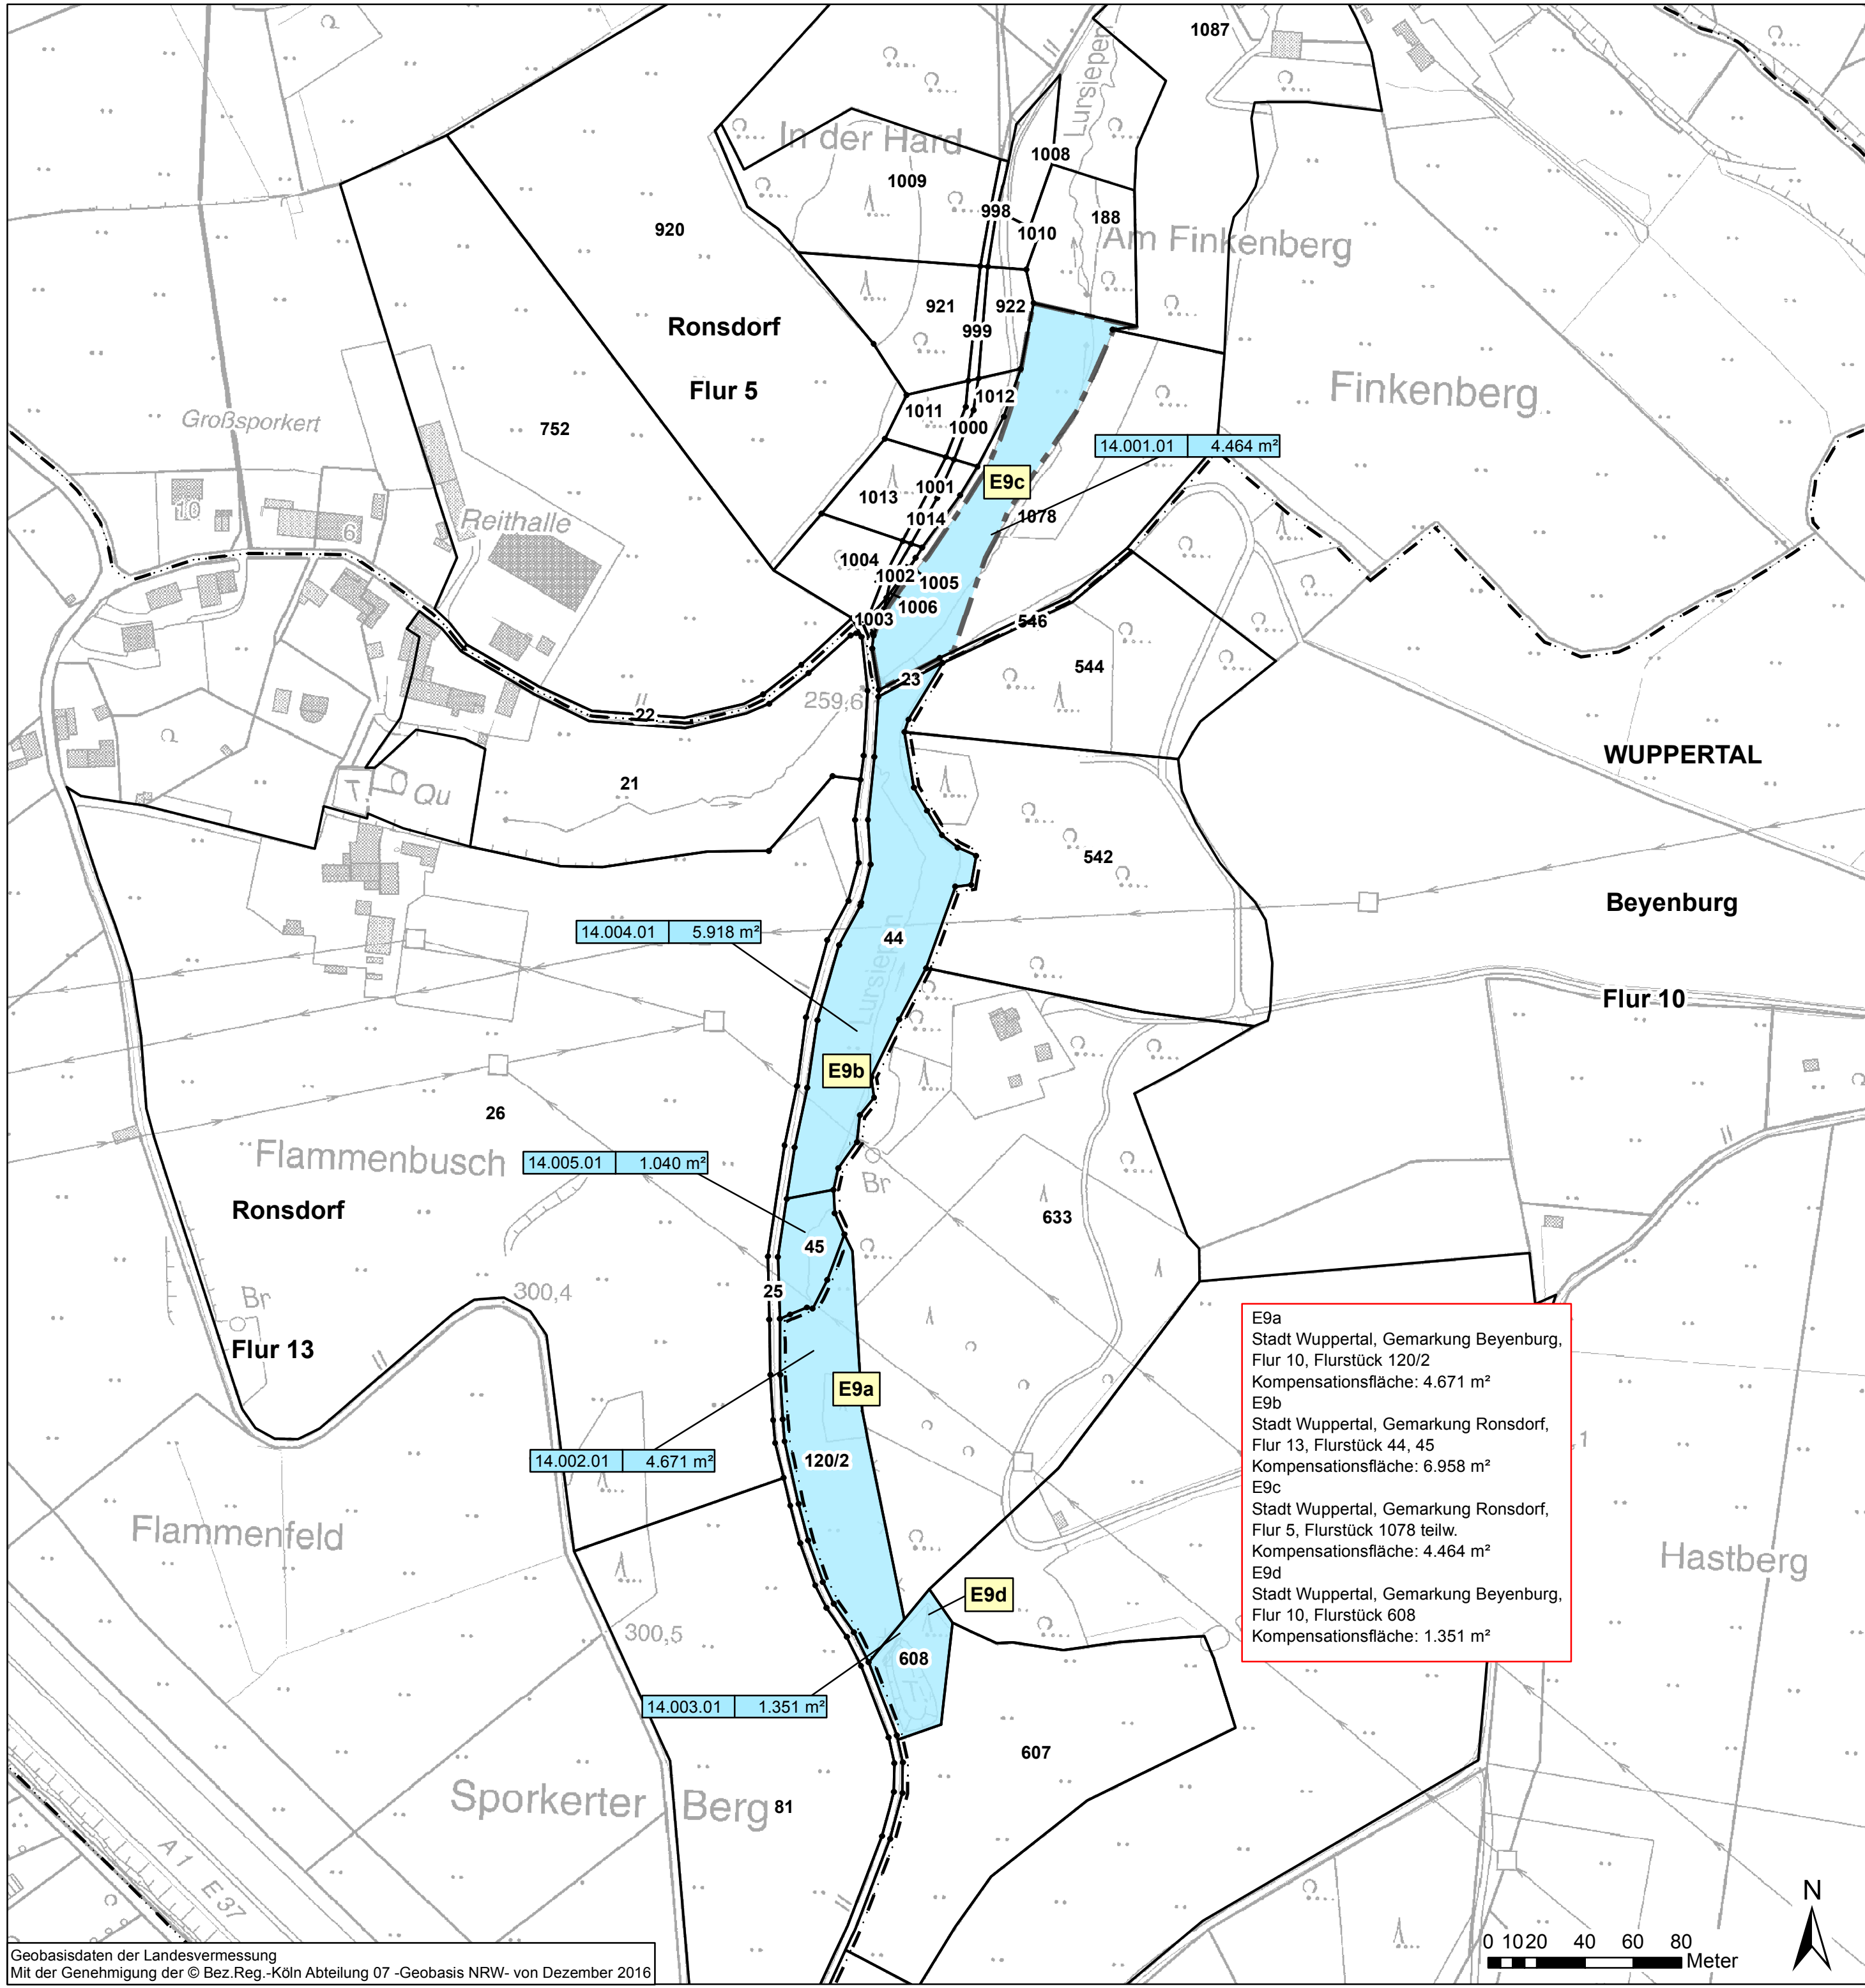 1087
Lursiepen
In der Hard
1008
1009
998
188
920
1010
Am Finkenberg
921
922
Ronsdorf
999
Finkenberg
Flur 5
1012
1011
Großsporkert
752
1000
14.001.01 4.464 m²
E9c
1001
1013
10
Reithalle
1078
1014
6
1004
1002
1005
1006
1003
546
544
23
259,6
22
WUPPERTAL
21
Qu
542
Beyenburg
14.004.01 5.918 m²
44
Lursiepen
Flur 10
E9b
26
Flammenbusch
14.005.01 1.040 m²
Br
Ronsdorf
633
45
300,4
25
Br
Flur 13
E9a
Stadt Wuppertal, Gemarkung Beyenburg,
Flur 10, Flurstück 120/2
Kompensationsfläche: 4.671 m²
E9b
Stadt Wuppertal, Gemarkung Ronsdorf,
Flur 13, Flurstück 44, 45
Kompensationsfläche: 6.958 m²
E9c
Stadt Wuppertal, Gemarkung Ronsdorf,
Flur 5, Flurstück 1078 teilw.
Kompensationsfläche: 4.464 m²
E9d
Stadt Wuppertal, Gemarkung Beyenburg,
Flur 10, Flurstück 608
Kompensationsfläche: 1.351 m²
E9a
14.002.01 4.671 m²
120/2
Flammenfeld
Hastberg
E9d
300,5
608
14.003.01 1.351 m²
607
Sporkerter Berg
81
A 1
E 37
N
0 10 20 40 60 80
Meter
Geobasisdaten der Landesvermessung
Mit der Genehmigung der © Bez.Reg.-Köln Abteilung 07 -Geobasis NRW- von Dezember 2016